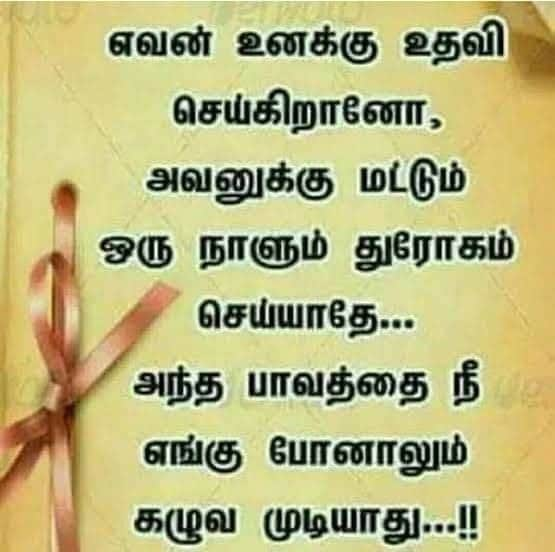 எவன் உனக்கு உதவி
செய்கிறானோ,
அவனுக்கு மட்டும்
ஒரு நாளும் துரோகம்
செய்யாதே...
அந்த பாவத்தை நீ
எங்கு போனாலும்
கழுவ முடியாது...!!